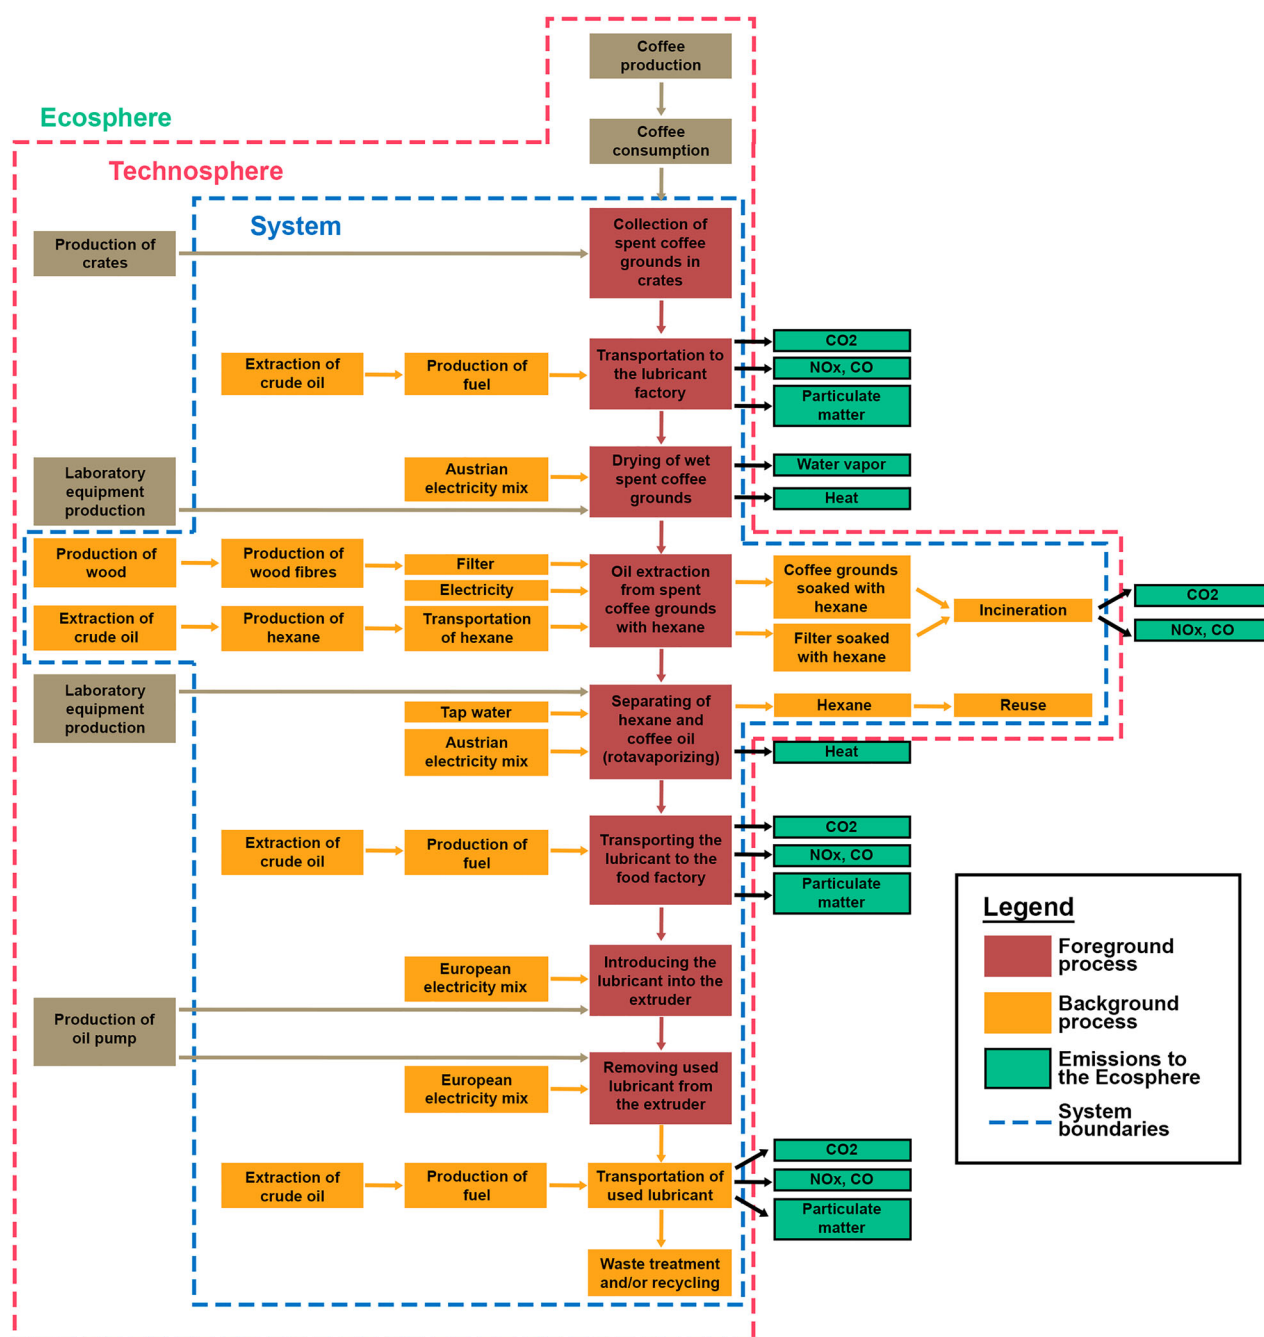 Coffee
production
Ecosphere
Coffee
consumption
Technosphere
System
Production of
crates
Collection of
spent coffee
grounds in
crates
Extraction of
crude oil
Production of
fuel
Transportation to
the lubricant
factory
CO2
NOx, CO
Particulate
matter
Laboratory
equipment
production
Austrian
electricity mix
Drying of wet
spent coffee
grounds
Water vapor
Heat
Production of
wood
Production of
wood fibres
Filter
Electricity
Extraction of
crude oil
Production of
hexane
Transportation
of hexane
Oil extraction
from spent
coffee grounds
with hexane
Coffee grounds
soaked with
hexane
Filter soaked
with hexane
Incineration
CO2
NOx, CO
Laboratory
equipment
production
Tap water
Austrian
electricity mix
Separating of
hexane and
coffee oil
(rotavaporizing)
Hexane
Reuse
Heat
Extraction of
crude oil
Production of
fuel
Transporting the
lubricant to the
food factory
CO2
NOx, CO
Particulate
matter
European
electricity mix
Introducing the
lubricant into the
extruder
Production of
oil pump
European
electricity mix
Removing used
lubricant from
the extruder
Extraction of
crude oil
Production of
fuel
Transportation of
used lubricant
CO2
NOx, CO
Particulate
matter
Waste treatment
and/or recycling
Legend
Foreground
process
Background
process
Emissions to
the Ecosphere
System
boundaries